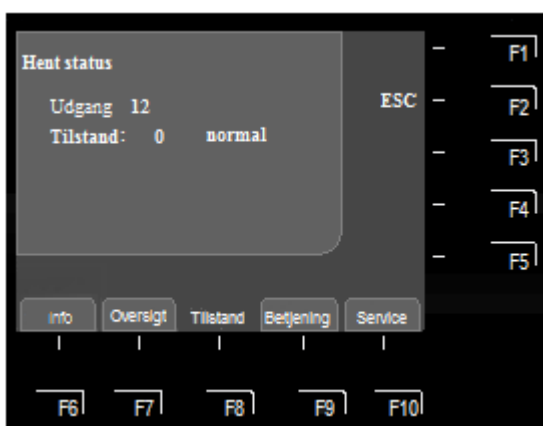 Hent status
Udgang 12
Tilstand: 0 normal
ESC
F1
F2
F3
F4
F5
Info Oversigt Tilstand Betjening Service
F6 F7 F8 F9 F10